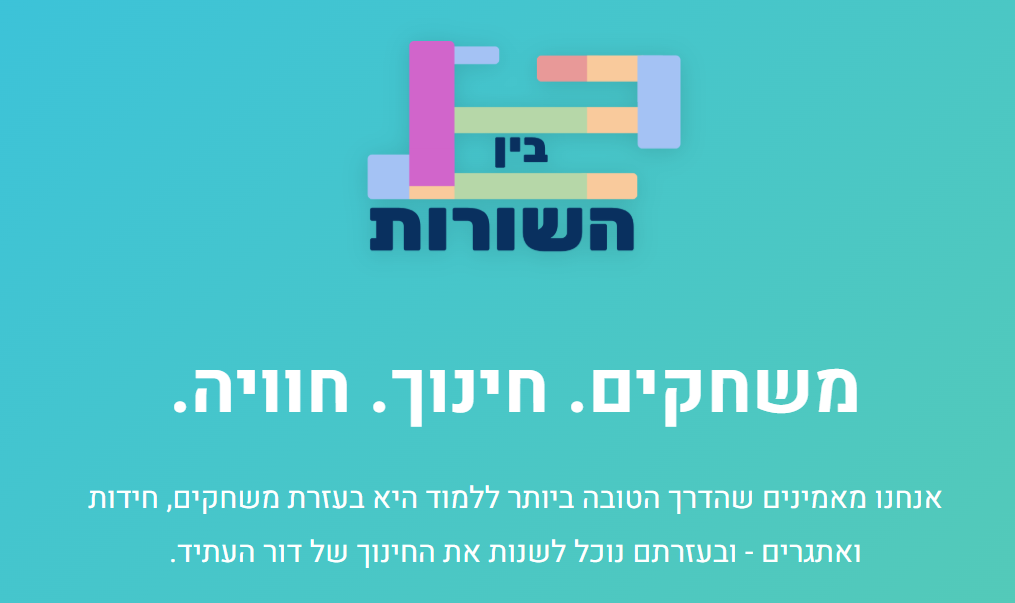 בין
השורות
משחקים. חינוך. חוויה.
אנחנו מאמינים שהדרך הטובה ביותר ללמוד היא בעזרת משחקים, חידות
ואתגרים - ובעזרתם נוכל לשנות את החינוך של דור העתיד.